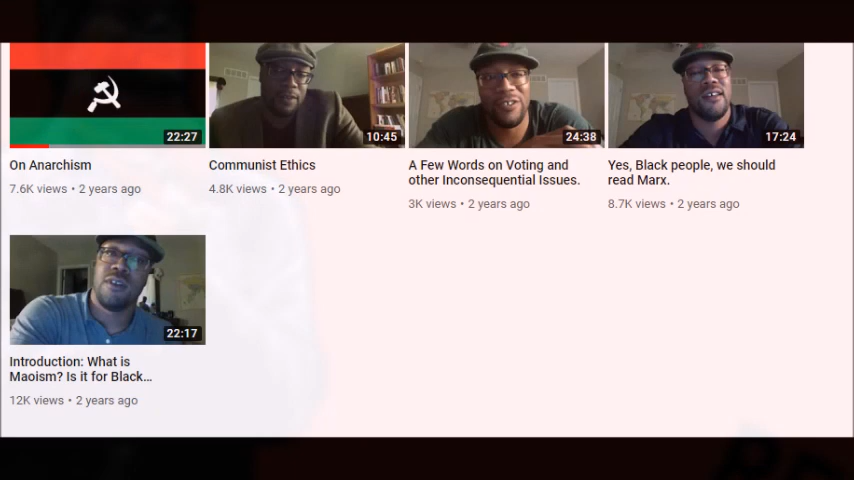 22:27
10:45
24:38
17:24
On Anarchism
Communist Ethics
A Few Words on Voting and
other Inconsequential Issues.
Yes, Black people, we should
read Marx.
7.6K views • 2 years ago
4.8K views • 2 years ago
3K views • 2 years ago
8.7K views • 2 years ago
22:17
Introduction: What is
Maoism? Is it for Black...
12K views • 2 years ago